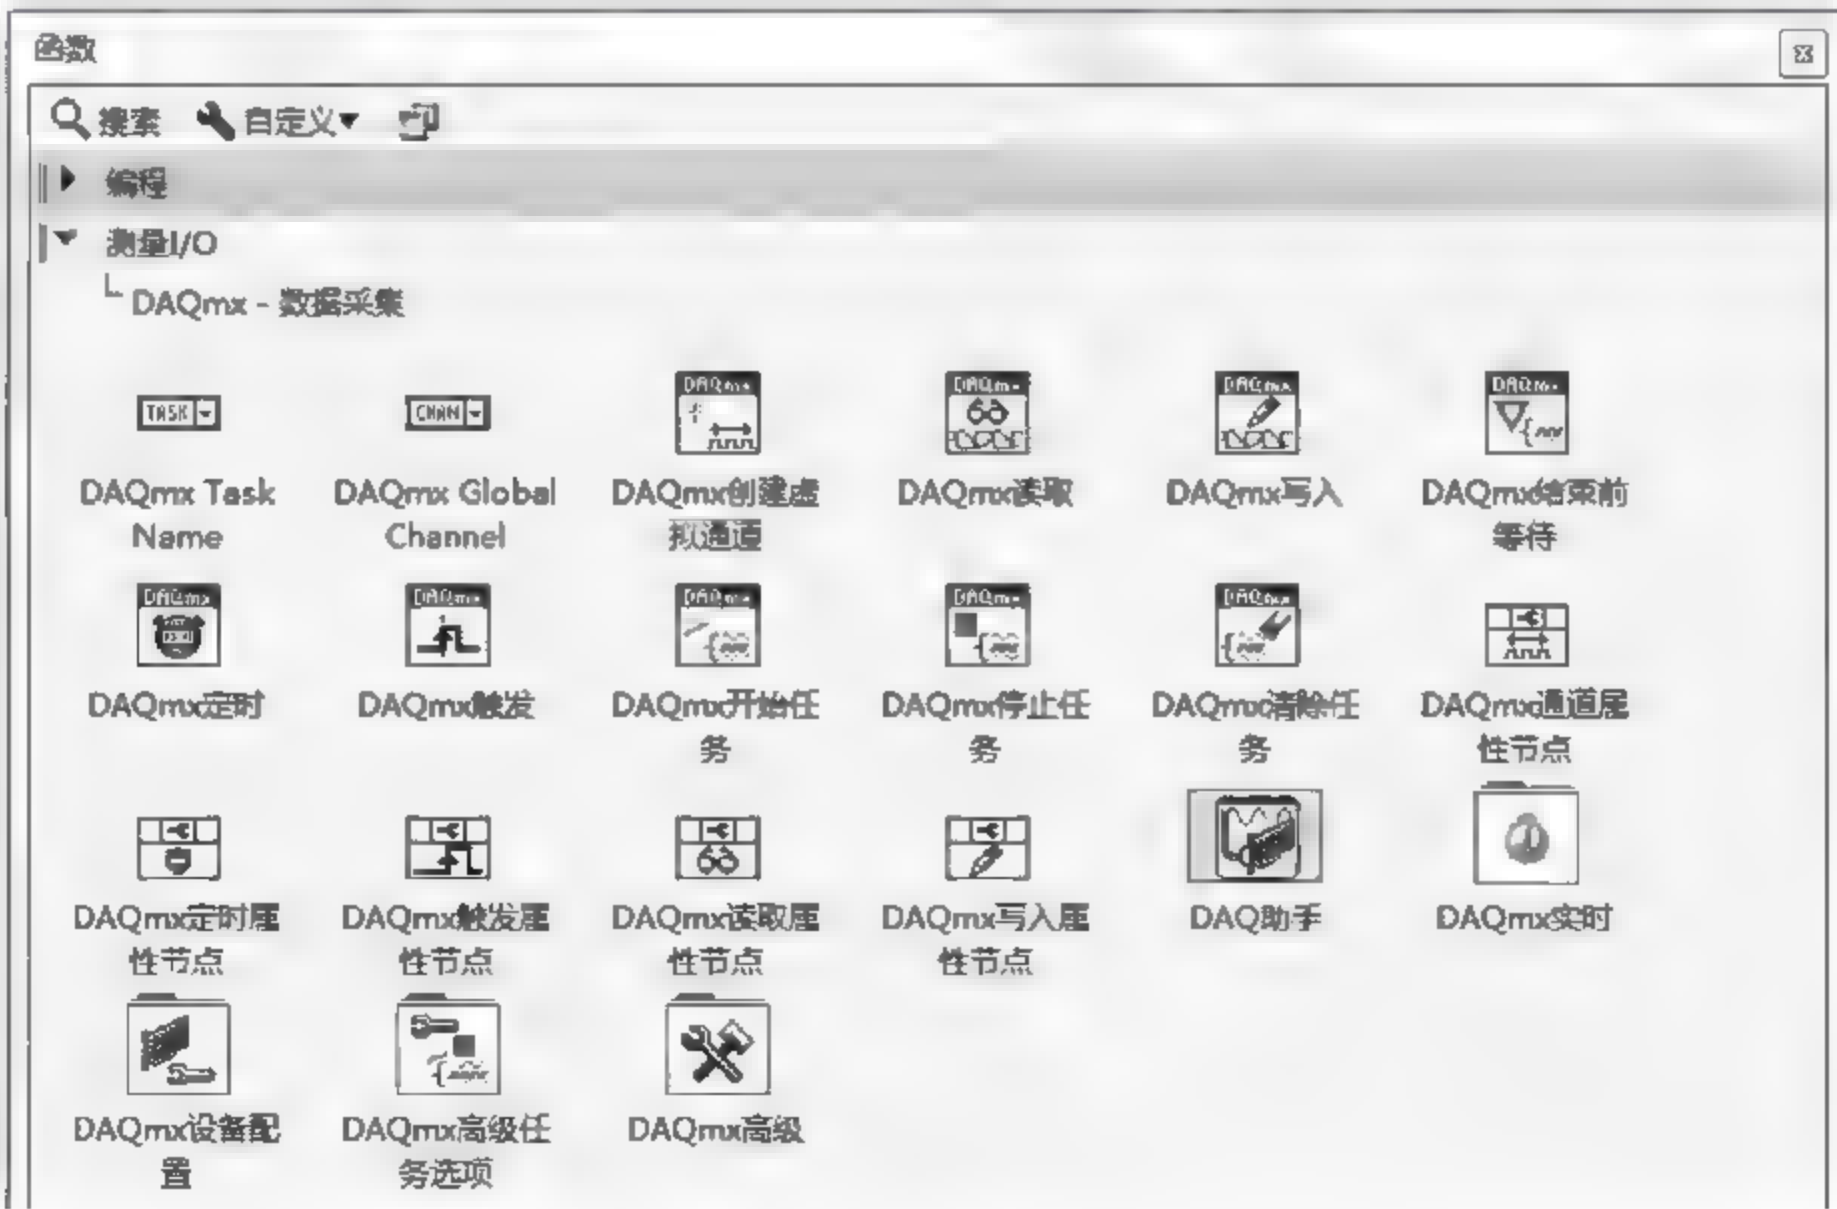 函数
搜索 自定义
编程
测量I/O
DAQmx - 数据采集
TASK CHAN DAQmx DAQmx DAQmx DAQmx
DAQmx Task DAQmx Global DAQmx创建虚 DAQmx读取 DAQmx写入 DAQmx结束前
Name Channel 拟通道 等待
DAQmx DAQmx DAQmx DAQmx DAQmx
DAQmx定时 DAQmx触发 DAQmx开始任 DAQmx停止任 DAQmx清除任 DAQmx通道属
务 务 务 性节点
DAQmx定时属 DAQmx触发属 DAQmx读取属 DAQmx写入属 DAQ助手 DAQmx实时
性节点 性节点 性节点 性节点
DAQmx设备配 DAQmx高级任 DAQmx高级
置 务选项